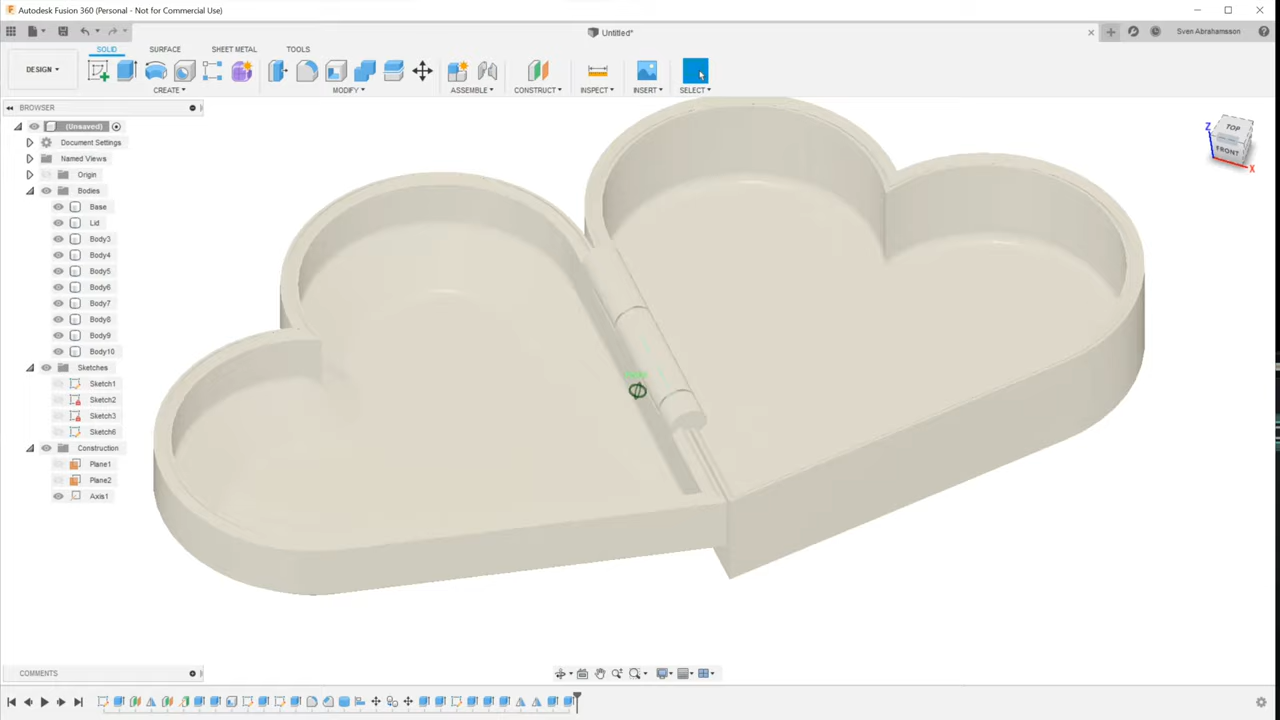 Autodesk Fusion 360 (Personal - Not for Commercial Use)
Untitled*
Sven Abrahamsson
SOLID SURFACE SHEET METAL TOOLS
DESIGN
CREATE MODIFY ASSEMBLE CONSTRUCT INSPECT INSERT SELECT
BROWSER
(Unsaved)
Document Settings
Named Views
Origin
Bodies
Base
Lid
Body3
Body4
Body5
Body6
Body7
Body8
Body9
Body10
Sketches
Sketch1
Sketch2
Sketch3
Sketch6
Construction
Plane1
Plane2
Axis1
TOP
Z
FRONT
X
COMMENTS